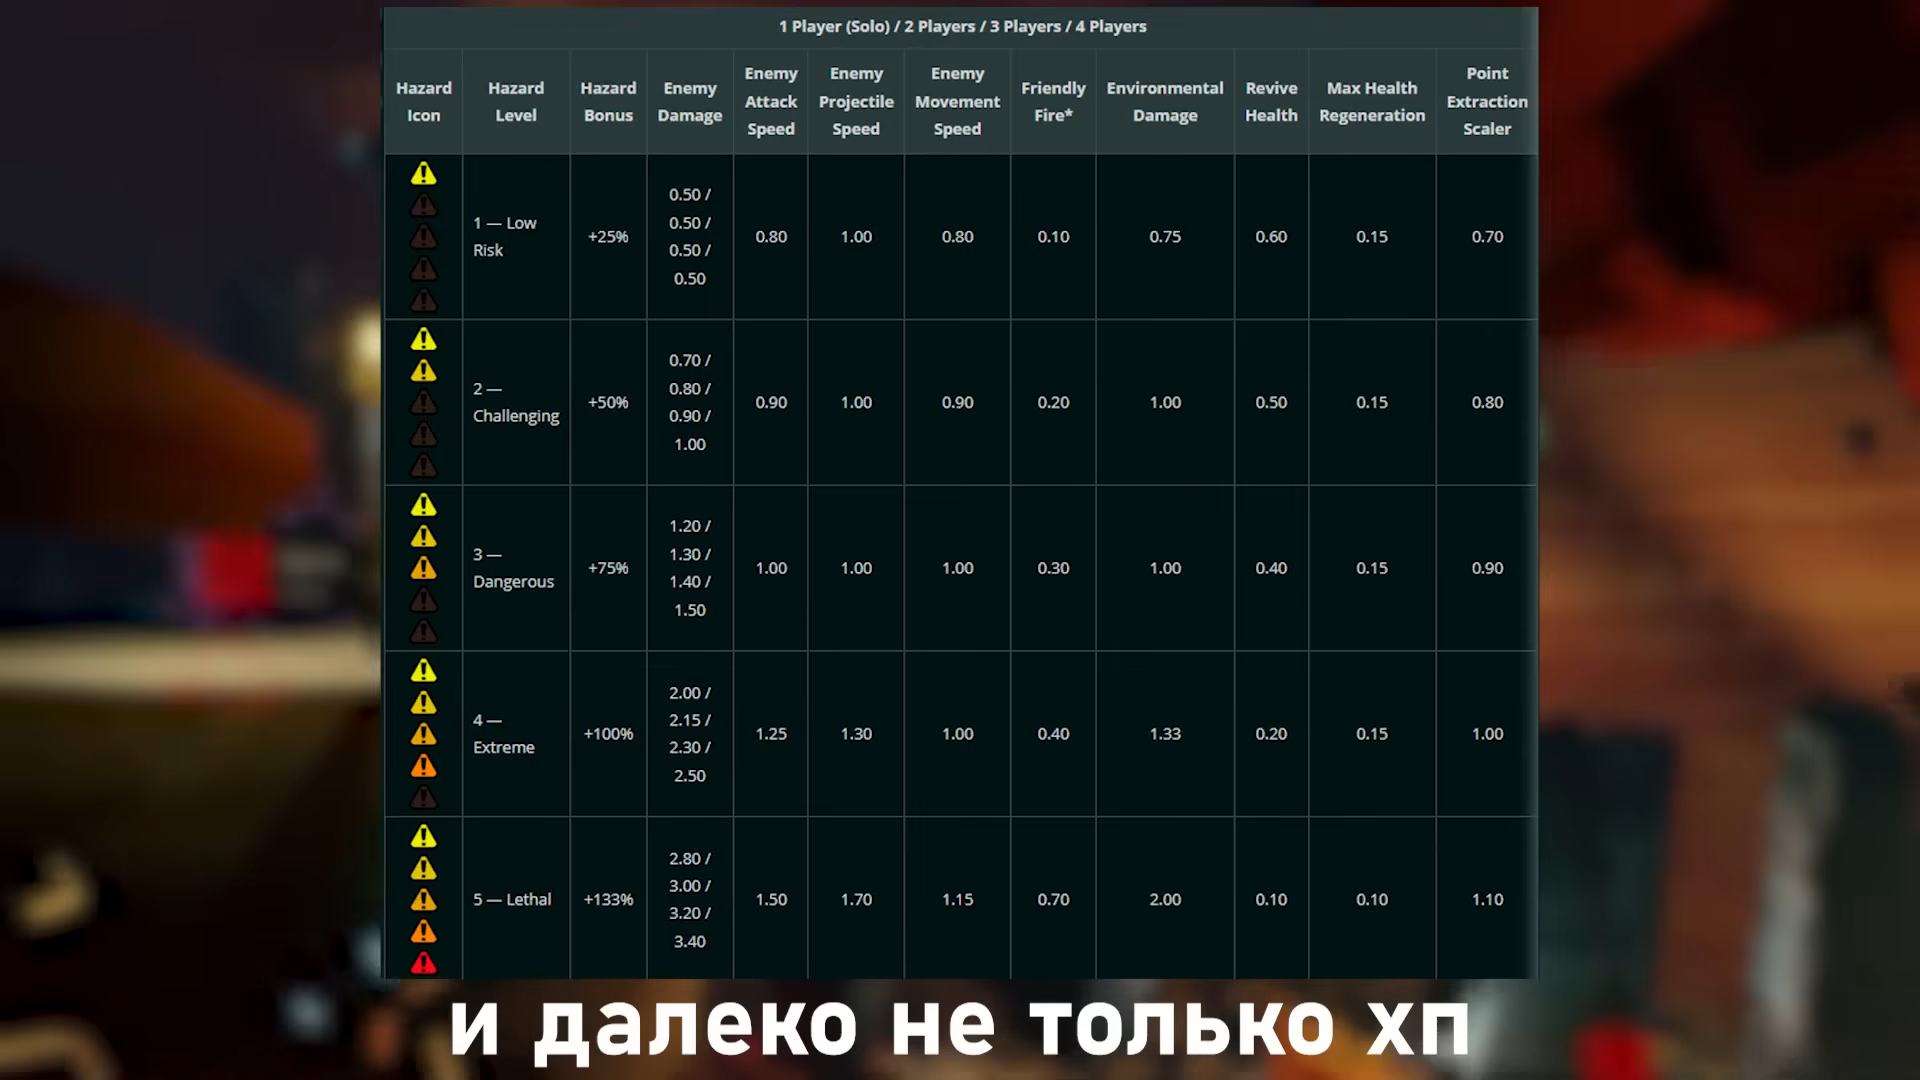 1 Player (Solo) / 2 Players / 3 Players / 4 Players
Hazard Icon	Hazard Level	Hazard Bonus	Enemy Damage	Enemy Attack Speed	Enemy Projectile Speed	Enemy Movement Speed	Friendly Fire*	Environmental Damage	Revive Health	Max Health Regeneration	Point Extraction Scaler
1 — Low Risk	+25%	0.50 / 0.50 / 0.50 / 0.50	0.80	1.00	0.80	0.10	0.75	0.60	0.15	0.70
2 — Challenging	+50%	0.70 / 0.80 / 0.90 / 1.00	0.90	1.00	0.90	0.20	1.00	0.50	0.15	0.80
3 — Dangerous	+75%	1.20 / 1.30 / 1.40 / 1.50	1.00	1.00	1.00	0.30	1.00	0.40	0.15	0.90
4 — Extreme	+100%	2.00 / 2.15 / 2.30 / 2.50	1.25	1.30	1.00	0.40	1.33	0.20	0.15	1.00
5 — Lethal	+133%	2.80 / 3.00 / 3.20 / 3.40	1.50	1.70	1.15	0.70	2.00	0.10	0.10	1.10
и далеко не только хп